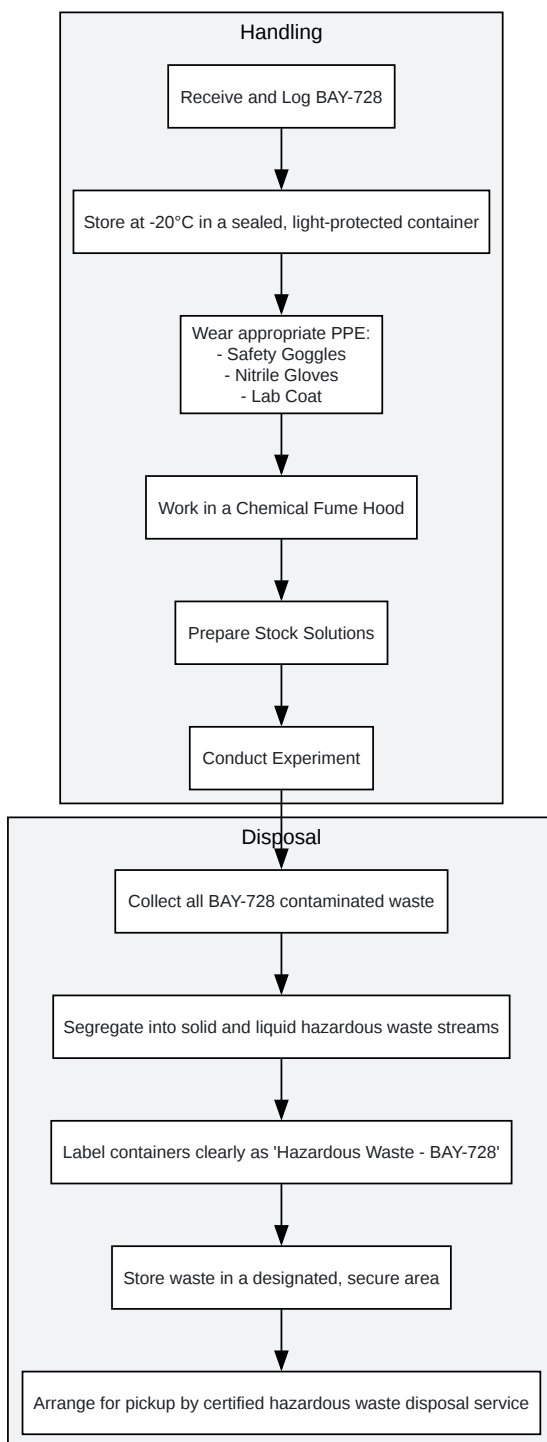 Handling
Receive and Log BAY-728
Store at -20°C in a sealed, light-protected container
Wear appropriate PPE:
- Safety Goggles
- Nitrile Gloves
- Lab Coat
Work in a Chemical Fume Hood
Prepare Stock Solutions
Conduct Experiment
Disposal
Collect all BAY-728 contaminated waste
Segregate into solid and liquid hazardous waste streams
Label containers clearly as 'Hazardous Waste - BAY-728'
Store waste in a designated, secure area
Arrange for pickup by certified hazardous waste disposal service